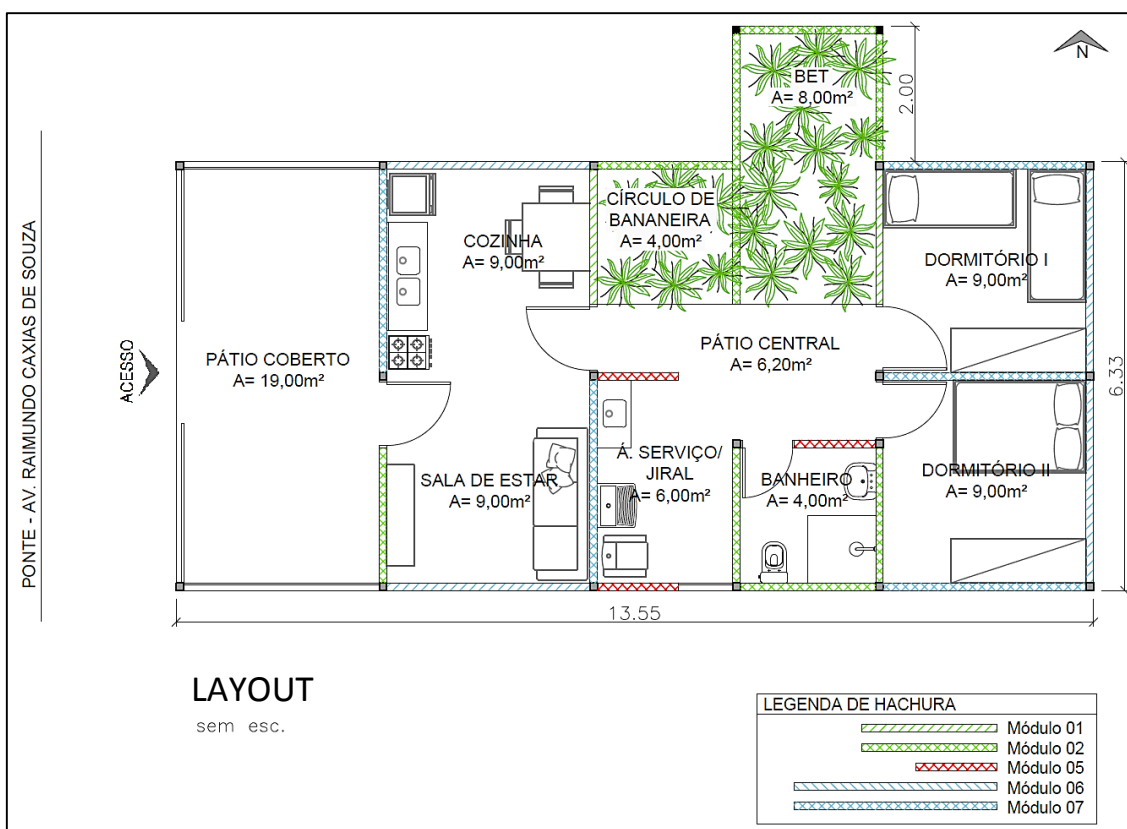 BET
A= 8,00m²
2.00
N
CÍRCULO DE
BANANEIRA
A= 4,00m²
COZINHA
A= 9,00m²
DORMITÓRIO I
A= 9,00m²
PONTE - AV. RAIMUNDO CAXIAS DE SOUZA
ACESSO
PÁTIO COBERTO
A= 19,00m²
PÁTIO CENTRAL
A= 6,20m²
6.33
SALA DE ESTAR
A= 9,00m²
Á. SERVIÇO/
JIRAL
A= 6,00m²
BANHEIRO
A= 4,00m²
DORMITÓRIO II
A= 9,00m²
13.55
LAYOUT
sem esc.
LEGENDA DE HACHURA
Módulo 01
Módulo 02
Módulo 05
Módulo 06
Módulo 07